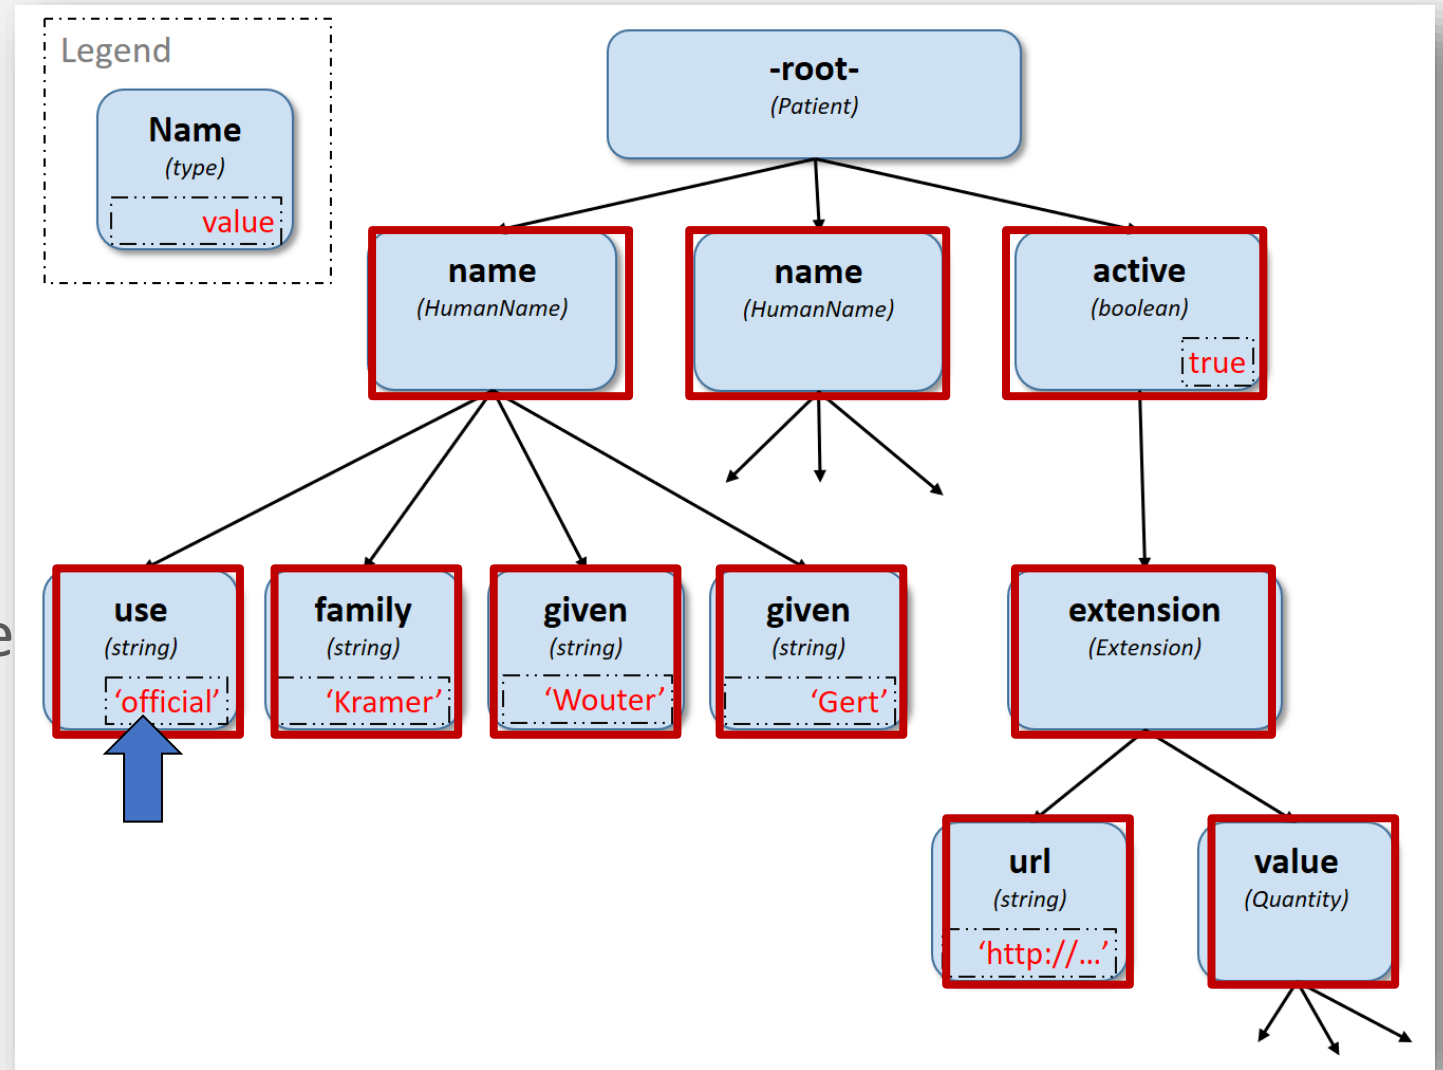 Legend
Name
(type)
value
-root-
(Patient)
name
(HumanName)
name
(HumanName)
active
(boolean)
true
use
(string)
‘official’
family
(string)
‘Kramer’
given
(string)
‘Wouter’
given
(string)
‘Gert’
extension
(Extension)
e
url
(string)
‘http://...’
value
(Quantity)